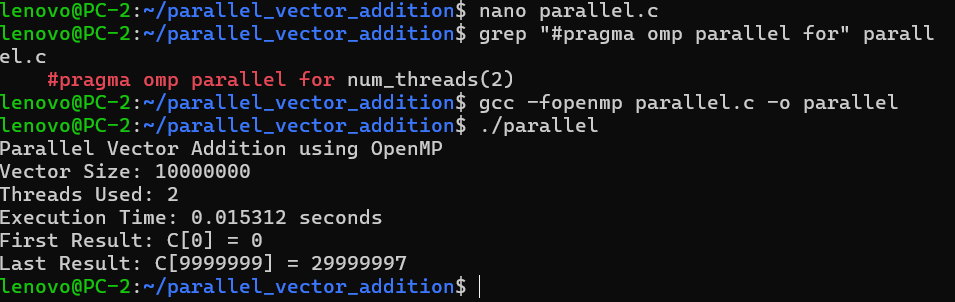 lenovo@PC-2:~/parallel_vector_addition$ nano parallel.c
lenovo@PC-2:~/parallel_vector_addition$ grep "#pragma omp parallel for" parall
el.c
    #pragma omp parallel for num_threads(2)
lenovo@PC-2:~/parallel_vector_addition$ gcc -fopenmp parallel.c -o parallel
lenovo@PC-2:~/parallel_vector_addition$ ./parallel
Parallel Vector Addition using OpenMP
Vector Size: 10000000
Threads Used: 2
Execution Time: 0.015312 seconds
First Result: C[0] = 0
Last Result: C[9999999] = 29999997
lenovo@PC-2:~/parallel_vector_addition$